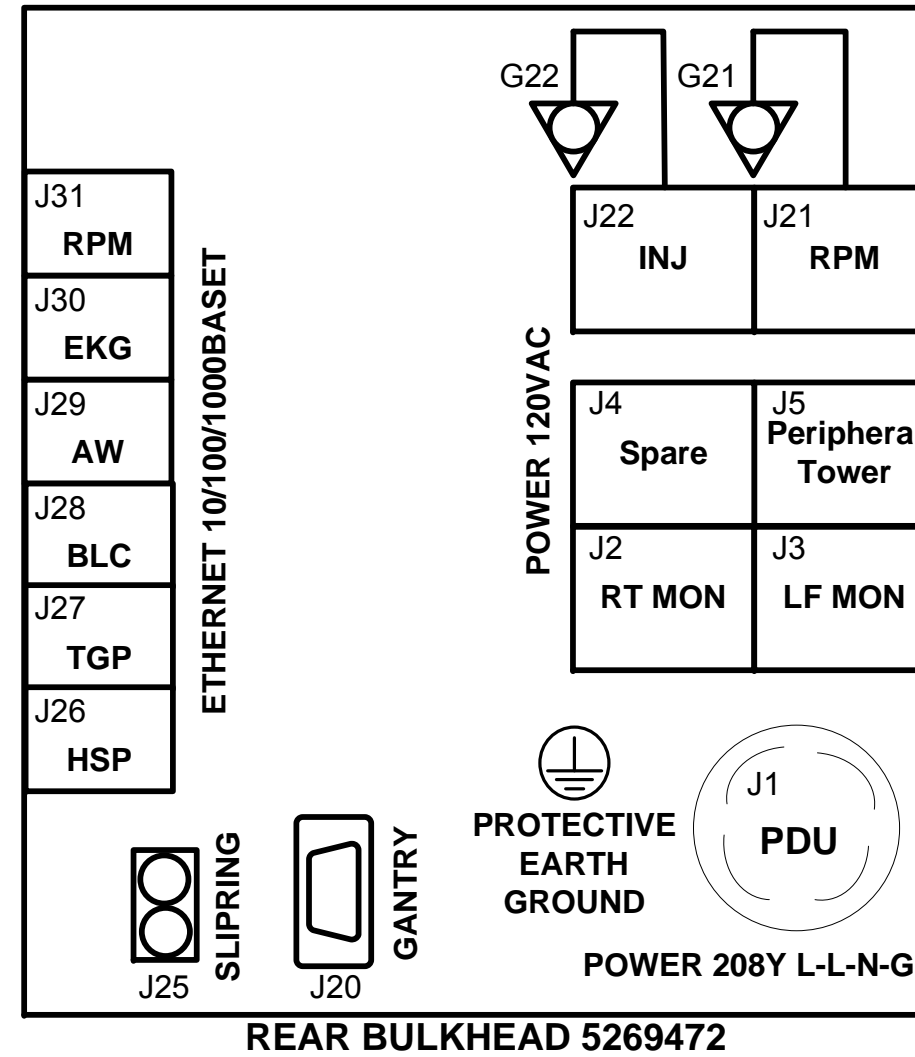 G22
G21
J31
RPM
J30
EKG
J29
AW
J28
BLC
J27
TGP
J26
HSP
ETHERNET 10/100/1000BASET
J22
INJ
J21
RPM
POWER 120VAC
J4
Spare
J5
Periphera
Tower
J2
RT MON
J3
LF MON
PROTECTIVE
EARTH
GROUND
J1
PDU
POWER 208Y L-L-N-G
SLIPRING
J25
GANTRY
J20
REAR BULKHEAD 5269472